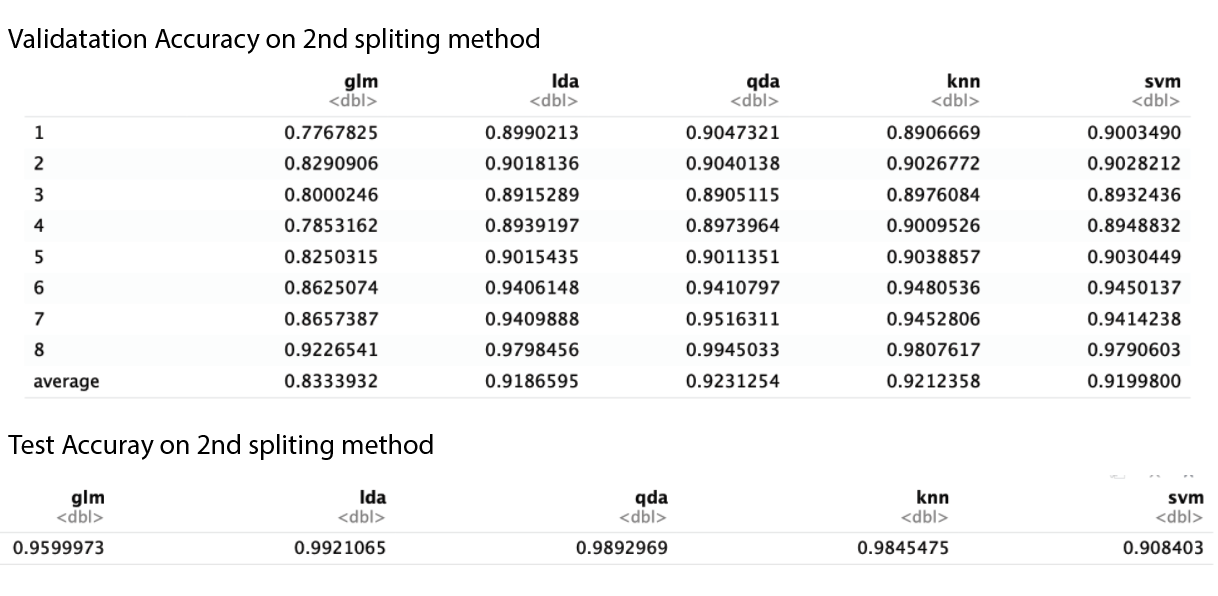 Validatation Accuracy on 2nd spliting method
glm lda qda knn svm
<dbl> <dbl> <dbl> <dbl> <dbl>
1 0.7767825 0.8990213 0.9047321 0.8906669 0.9003490
2 0.8290906 0.9018136 0.9040138 0.9026772 0.9028212
3 0.8000246 0.8915289 0.8905115 0.8976084 0.8932436
4 0.7853162 0.8939197 0.8973964 0.9009526 0.8948832
5 0.8250315 0.9015435 0.9011351 0.9038857 0.9030449
6 0.8625074 0.9406148 0.9410797 0.9480536 0.9450137
7 0.8657387 0.9409888 0.9516311 0.9452806 0.9414238
8 0.9226541 0.9798456 0.9945033 0.9807617 0.9790603
average 0.8333932 0.9186595 0.9231254 0.9212358 0.9199800
Test Accuray on 2nd spliting method
glm lda qda knn svm
<dbl> <dbl> <dbl> <dbl> <dbl>
0.9599973 0.9921065 0.9892969 0.9845475 0.908403